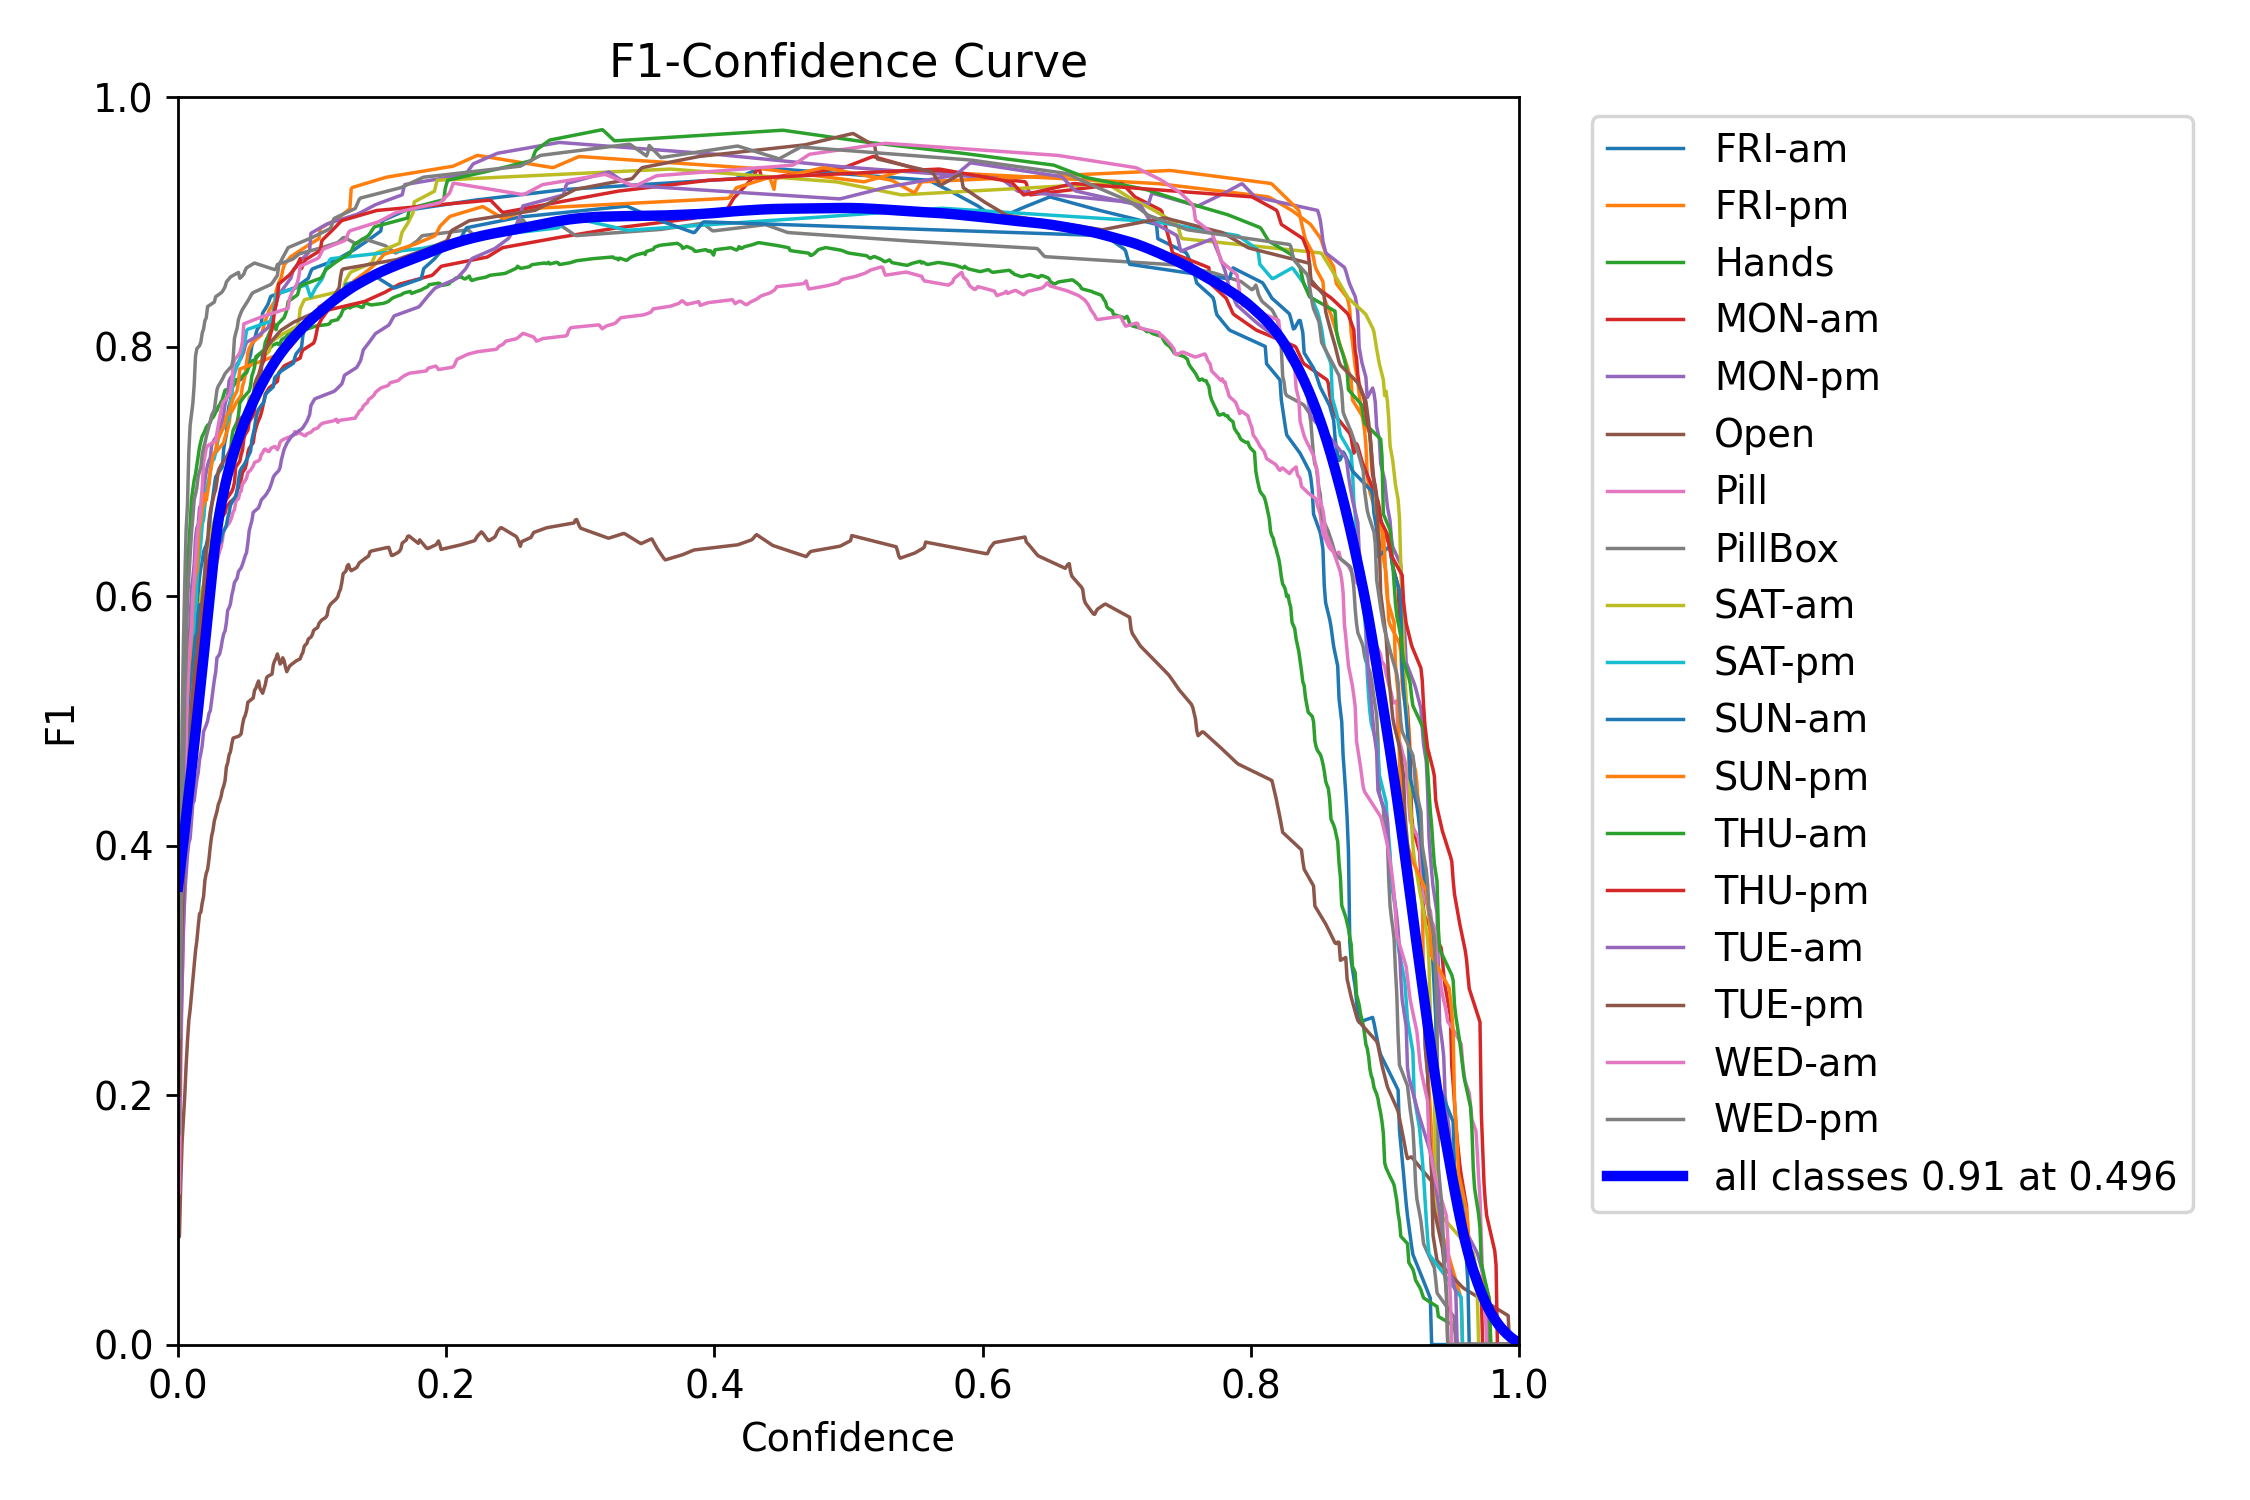 F1-Confidence Curve
1.0
0.8
0.6
0.4
0.2
0.0
F1
0.0 0.2 0.4 0.6 0.8 1.0
Confidence
FRI-am
FRI-pm
Hands
MON-am
MON-pm
Open
Pill
PillBox
SAT-am
SAT-pm
SUN-am
SUN-pm
THU-am
THU-pm
TUE-am
TUE-pm
WED-am
WED-pm
all classes 0.91 at 0.496